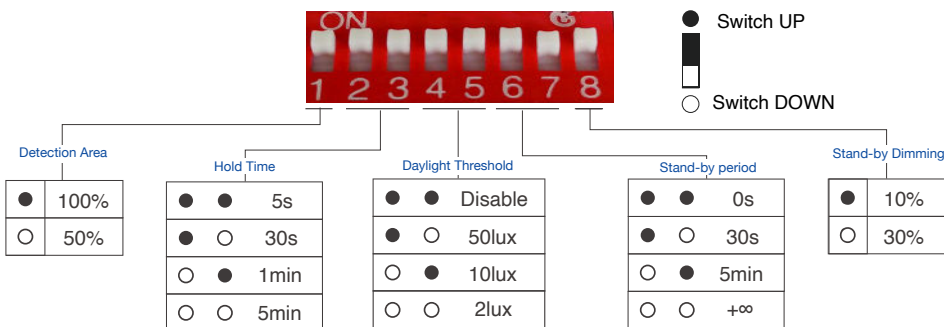 ON
1 2 3 4 5 6 7 8
Switch UP
Switch DOWN
Detection Area
100%
50%
Hold Time
5s
30s
1min
5min
Daylight Threshold
Disable
50lux
10lux
2lux
Stand-by period
0s
30s
5min
+∞
Stand-by Dimming
10%
30%